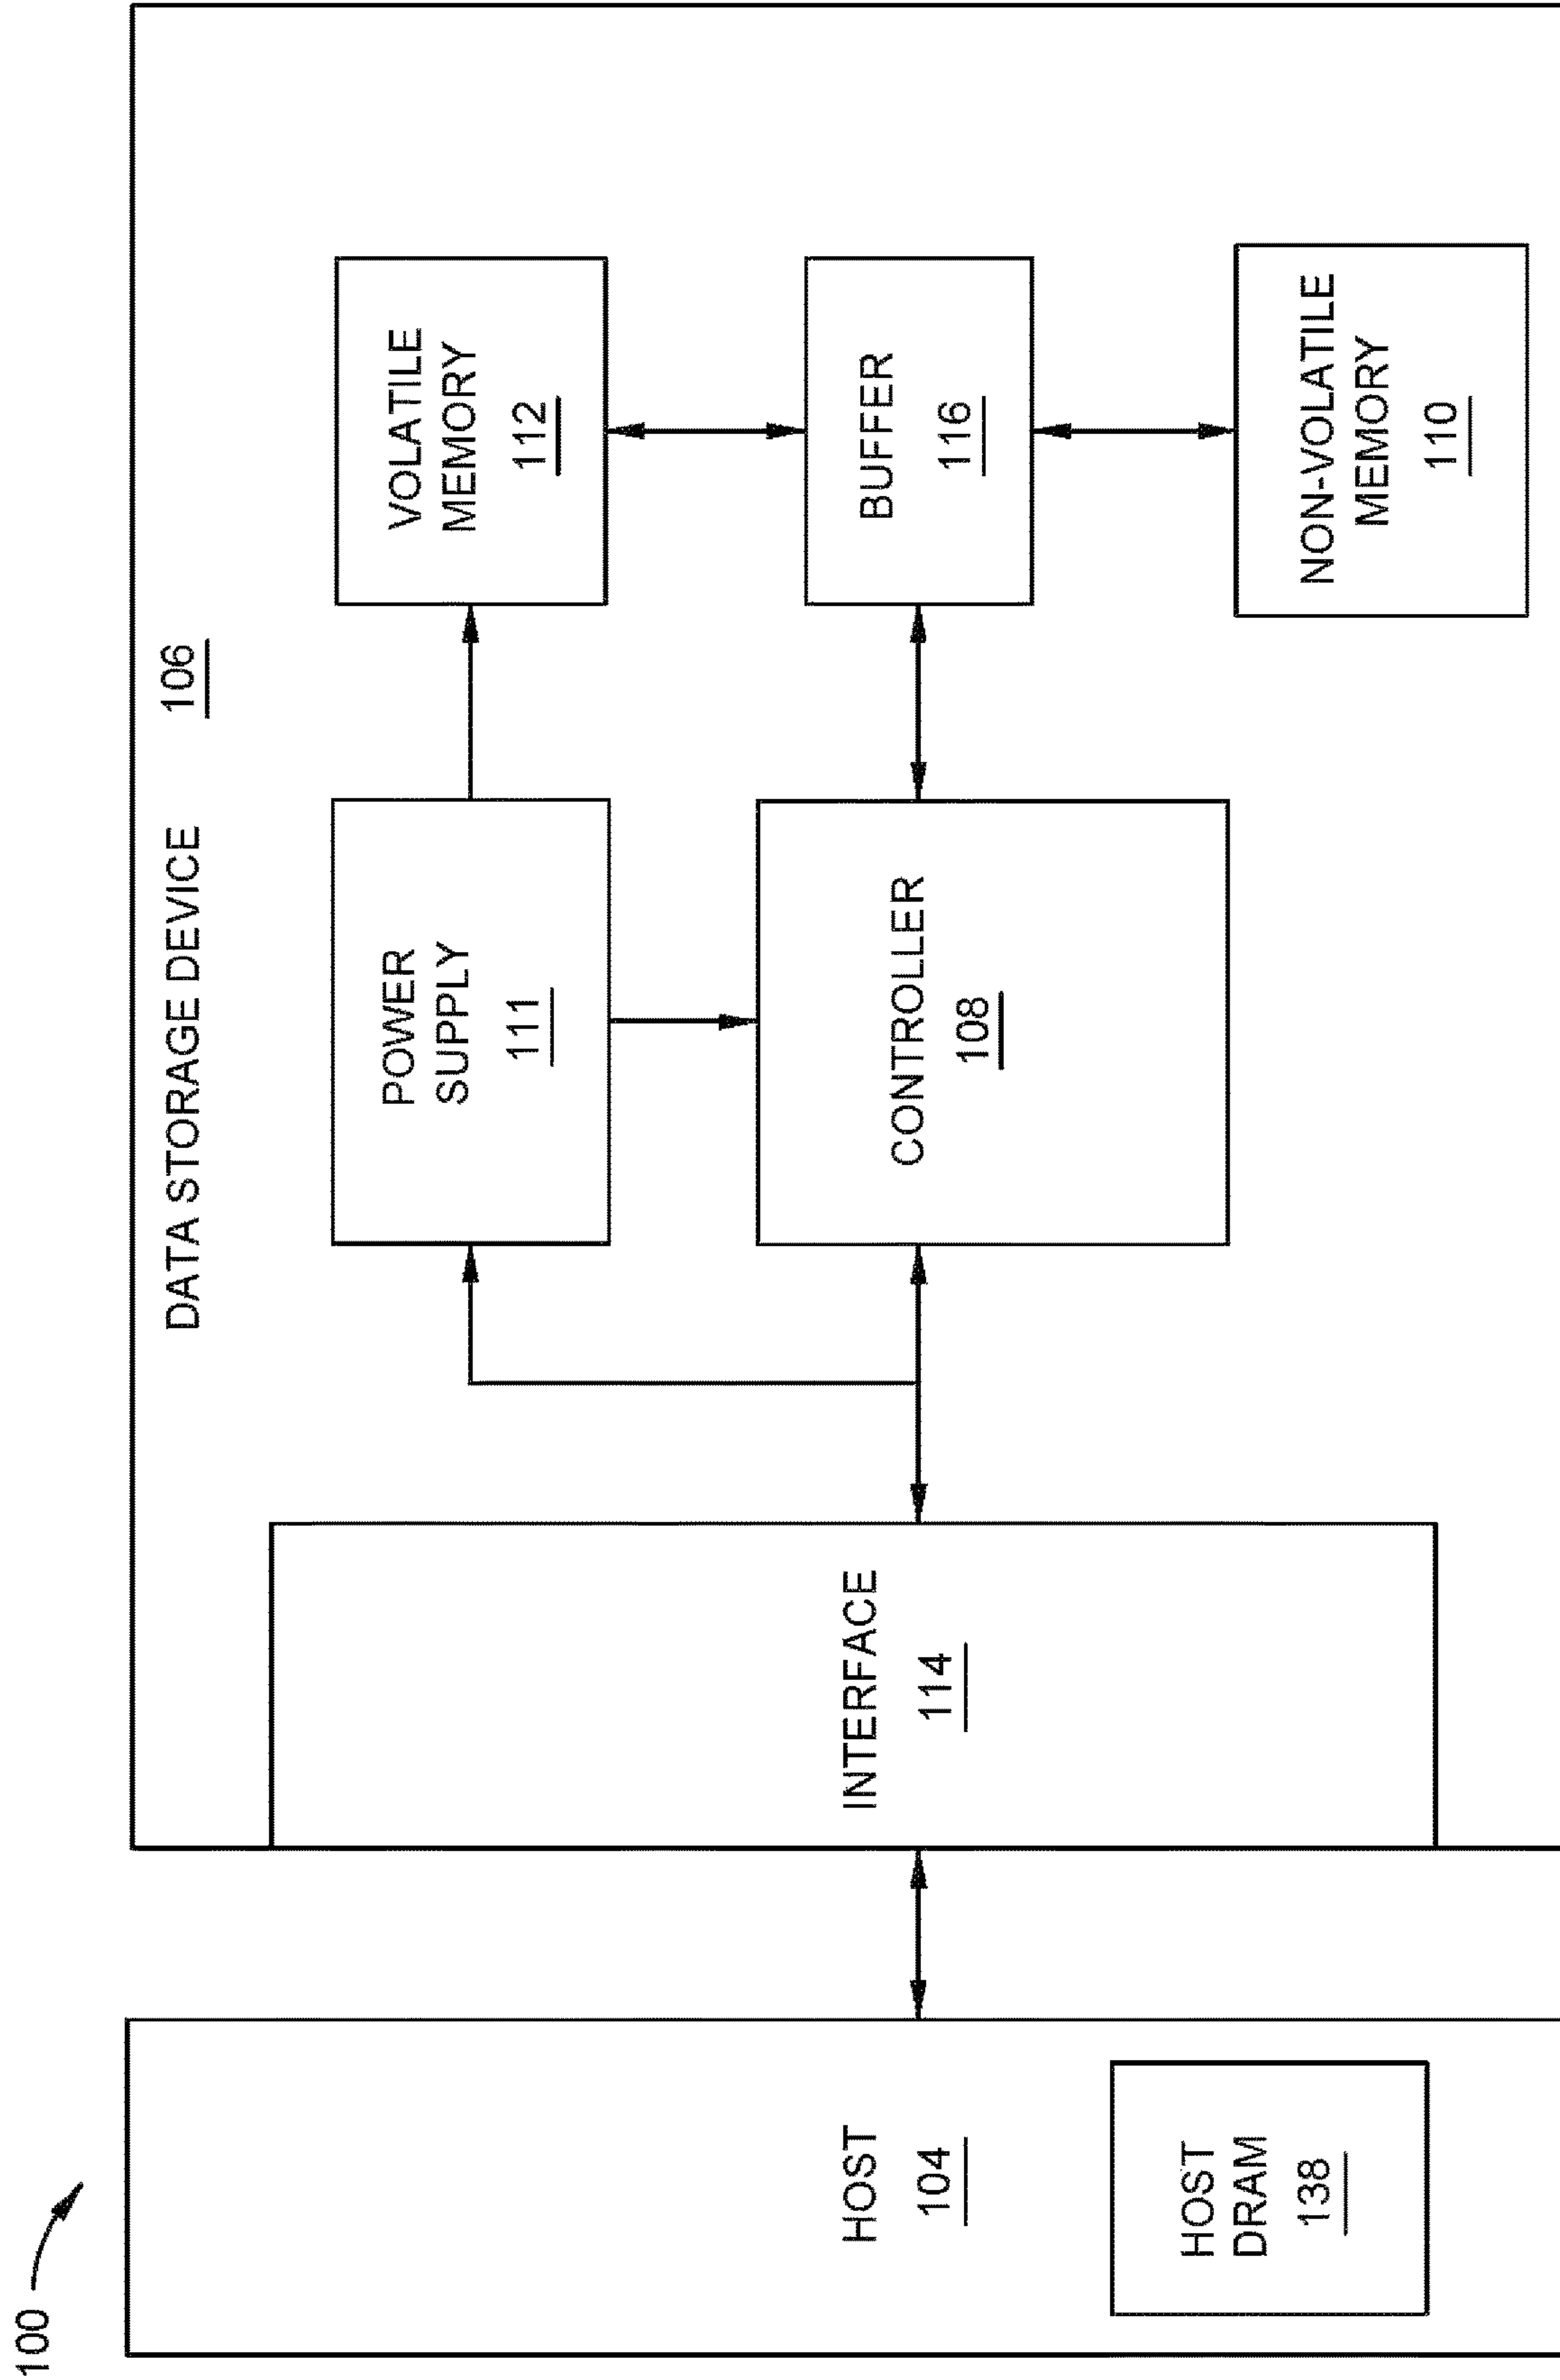 100
HOST
104
HOST
DRAM
138
INTERFACE
114
DATA STORAGE DEVICE 106
POWER
SUPPLY
111
CONTROLLER
108
VOLATILE
MEMORY
112
BUFFER
116
NON-VOLATILE
MEMORY
110